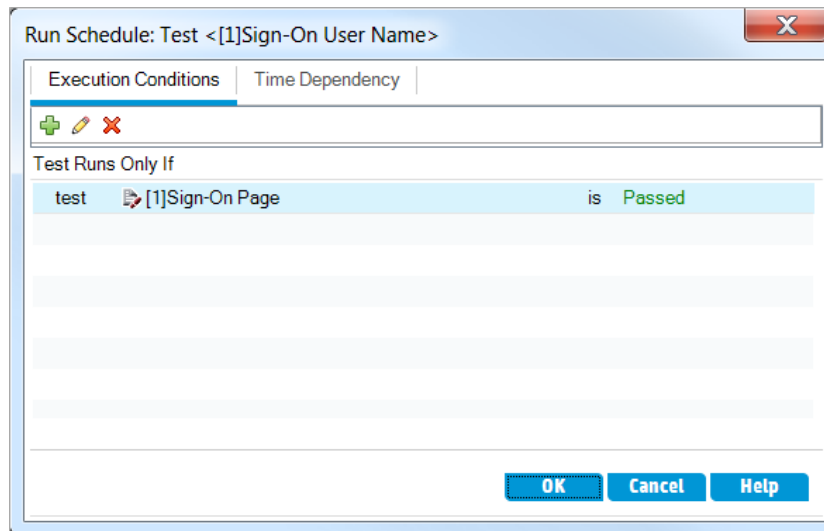 Run Schedule: Test <[1]Sign-On User Name>
Execution Conditions Time Dependency
Test Runs Only If
test [1]Sign-On Page is Passed
OK Cancel Help